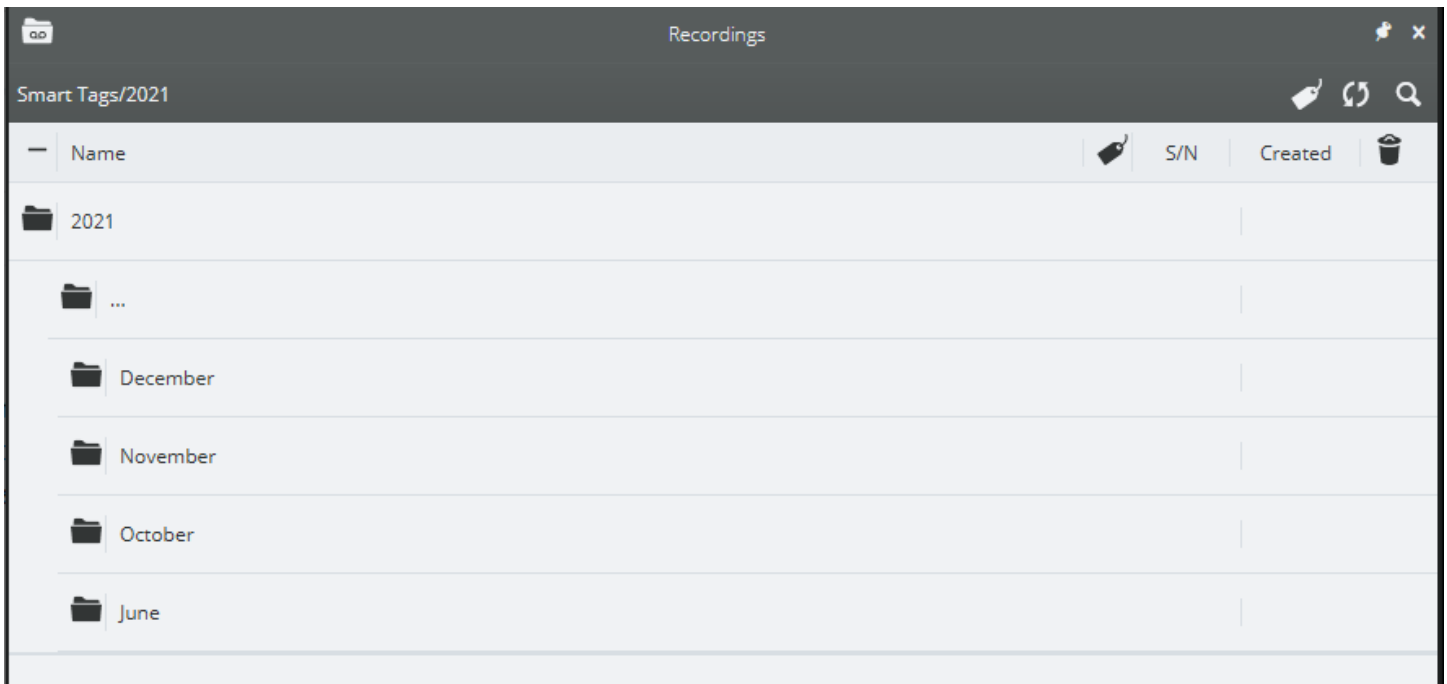 Recordings
Smart Tags/2021
Name S/N Created
2021
...
December
November
October
June